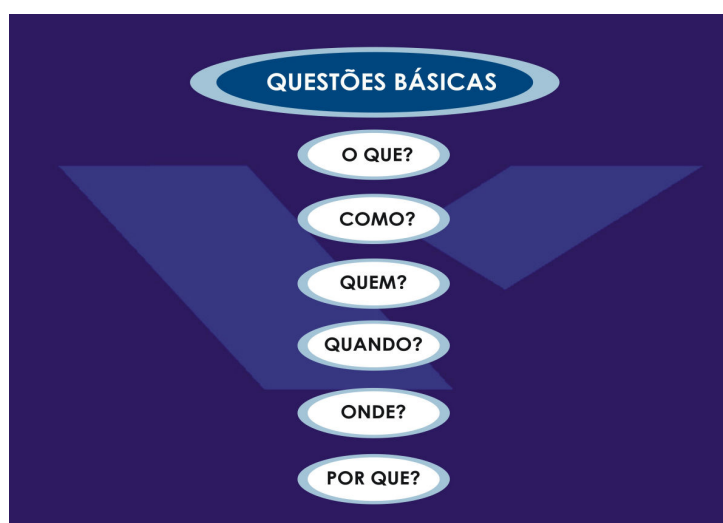 QUESTÕES BÁSICAS
O QUE?
COMO?
QUEM?
QUANDO?
ONDE?
POR QUE?